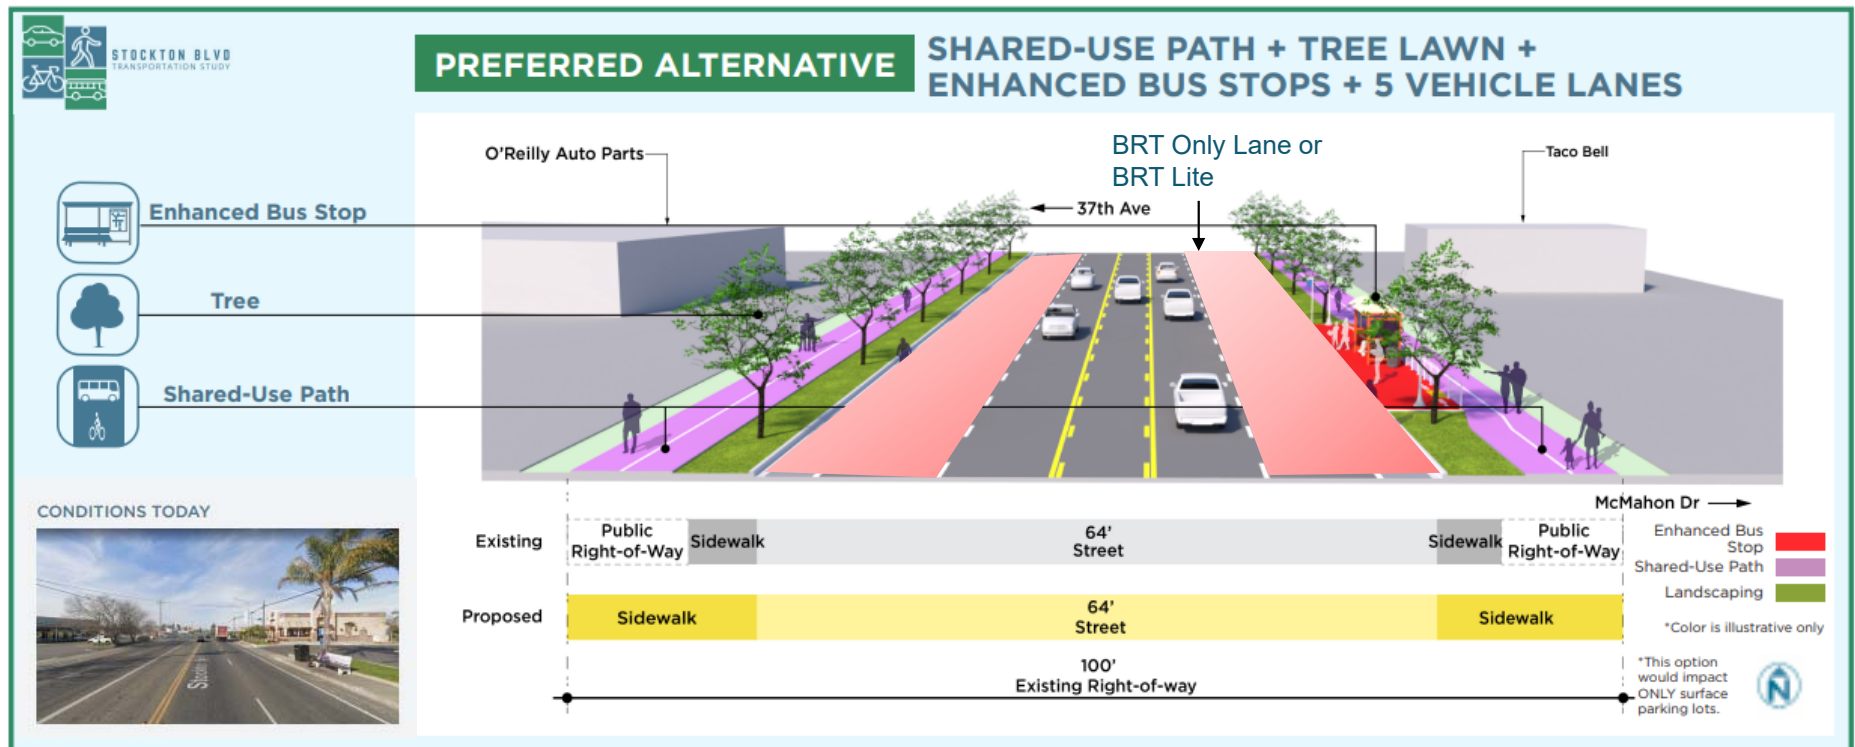 STOCKTON BLVD
TRANSPORTATION STUDY
PREFERRED ALTERNATIVE
SHARED-USE PATH + TREE LAWN +
ENHANCED BUS STOPS + 5 VEHICLE LANES
O'Reilly Auto Parts
BRT Only Lane or
BRT Lite
Taco Bell
37th Ave
Enhanced Bus Stop
Tree
Shared-Use Path
CONDITIONS TODAY
McMahon Dr
Existing
Public
Right-of-Way
Sidewalk
64'
Street
Sidewalk
Public
Right-of-Way
Enhanced Bus
Stop
Shared-Use Path
Landscaping
*Color is illustrative only
Proposed
Sidewalk
64'
Street
Sidewalk
100'
Existing Right-of-way
*This option
would impact
ONLY surface
parking lots.
N